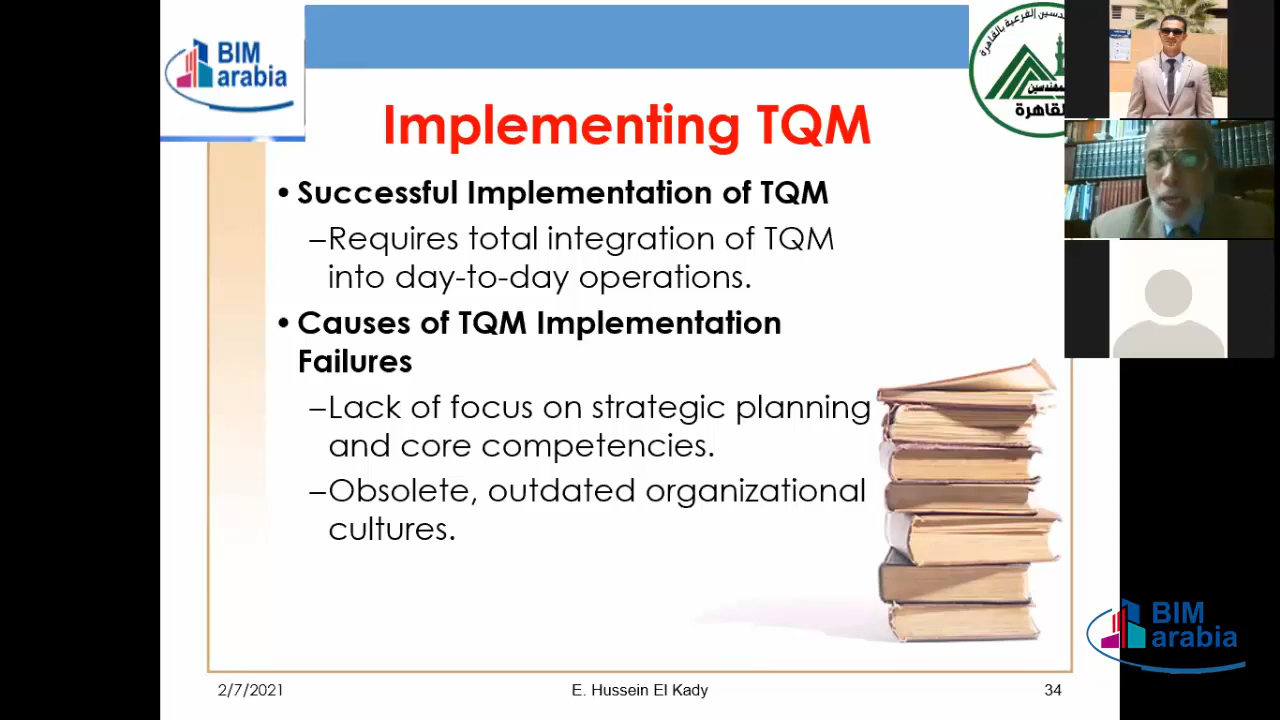 BIM
arabia
Implementing TQM
• Successful Implementation of TQM
–Requires total integration of TQM
into day-to-day operations.
• Causes of TQM Implementation
Failures
–Lack of focus on strategic planning
and core competencies.
–Obsolete, outdated organizational
cultures.
2/7/2021
E. Hussein El Kady
34
BIM
arabia